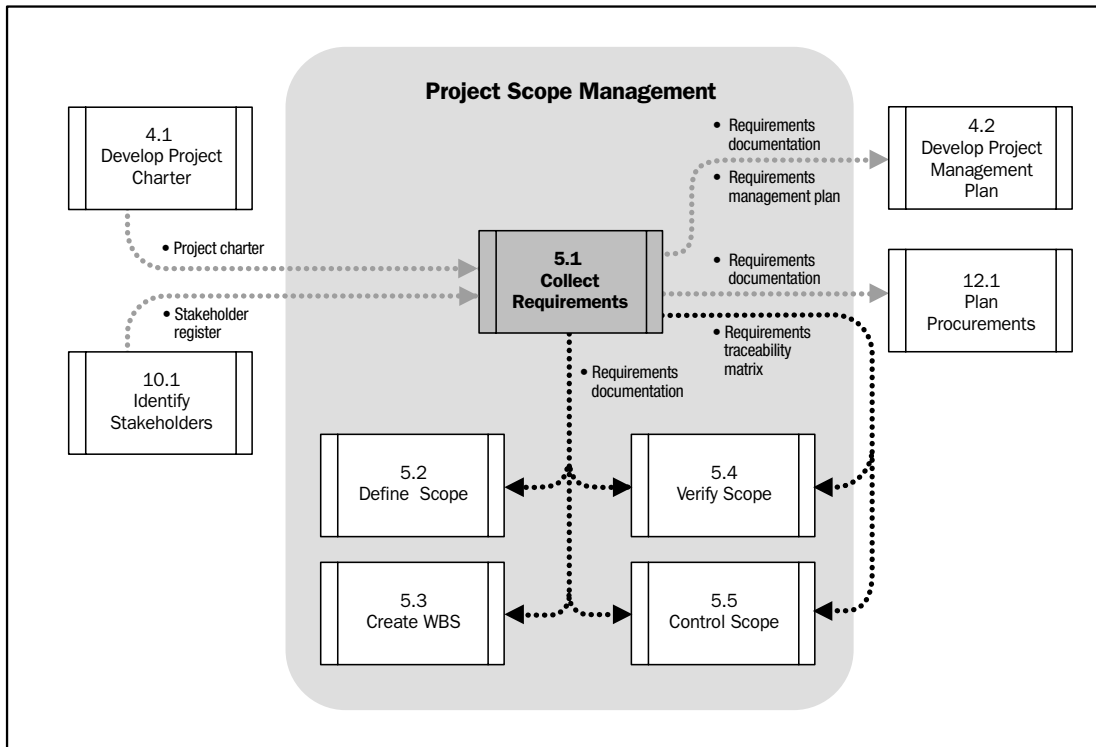 Project Scope Management
4.1
Develop Project
Charter
• Project charter
• Stakeholder
register
10.1
Identify
Stakeholders
5.1
Collect
Requirements
• Requirements
documentation
• Requirements
management plan
4.2
Develop Project
Management
Plan
• Requirements
documentation
12.1
Plan
Procurements
• Requirements
traceability
matrix
• Requirements
documentation
5.2
Define Scope
5.4
Verify Scope
5.3
Create WBS
5.5
Control Scope